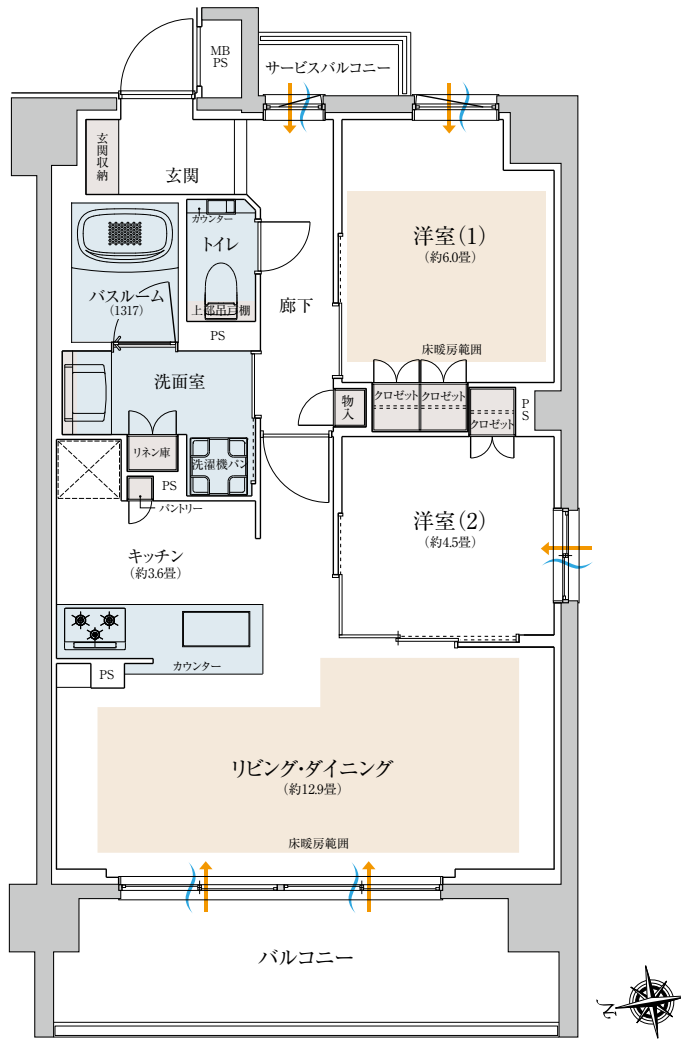 MB
PS
サービスバルコニー
玄関収納
玄関
カウンター
トイレ
上部吊戸棚
PS
バスルーム
(1317)
廊下
洋室(1)
(約6.0畳)
床暖房範囲
洗面室
物入
クロゼット
クロゼット
クロゼット
PS
リネン庫
洗濯機パン
PS
パントリー
洋室(2)
(約4.5畳)
キッチン
(約3.6畳)
カウンター
PS
リビング・ダイニング
(約12.9畳)
床暖房範囲
バルコニー
N